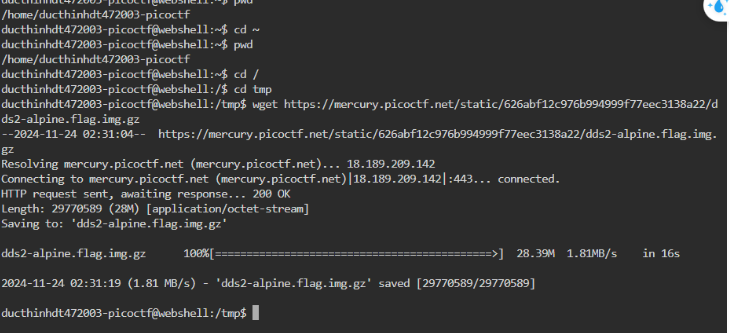 ducthinhdt472003-picoctf@webshell:~$ pwd
/home/ducthinhdt472003-picoctf
ducthinhdt472003-picoctf@webshell:~$ cd ~
ducthinhdt472003-picoctf@webshell:~$ pwd
/home/ducthinhdt472003-picoctf
ducthinhdt472003-picoctf@webshell:~$ cd /
ducthinhdt472003-picoctf@webshell:/$ cd tmp
ducthinhdt472003-picoctf@webshell:/tmp$ wget https://mercury.picoctf.net/static/626abf12c976b994999f77eec3138a22/d
ds2-alpine.flag.img.gz
--2024-11-24 02:31:04--  https://mercury.picoctf.net/static/626abf12c976b994999f77eec3138a22/dds2-alpine.flag.img.
gz
Resolving mercury.picoctf.net (mercury.picoctf.net)... 18.189.209.142
Connecting to mercury.picoctf.net (mercury.picoctf.net)|18.189.209.142|:443... connected.
HTTP request sent, awaiting response... 200 OK
Length: 29770589 (28M) [application/octet-stream]
Saving to: 'dds2-alpine.flag.img.gz'
dds2-alpine.flag.img.gz      100%[============================================>]  28.39M  1.81MB/s    in 16s
2024-11-24 02:31:19 (1.81 MB/s) - 'dds2-alpine.flag.img.gz' saved [29770589/29770589]
ducthinhdt472003-picoctf@webshell:/tmp$